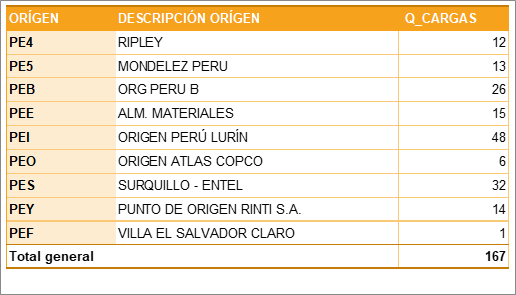 ORÍGEN DESCRIPCIÓN ORÍGEN Q_CARGAS
PE4 RIPLEY 12
PE5 MONDELEZ PERU 13
PEB ORG PERU B 26
PEE ALM. MATERIALES 15
PEI ORIGEN PERÚ LURÍN 48
PEO ORIGEN ATLAS COPCO 6
PES SURQUILLO - ENTEL 32
PEY PUNTO DE ORIGEN RINTI S.A. 14
PEF VILLA EL SALVADOR CLARO 1
Total general 167